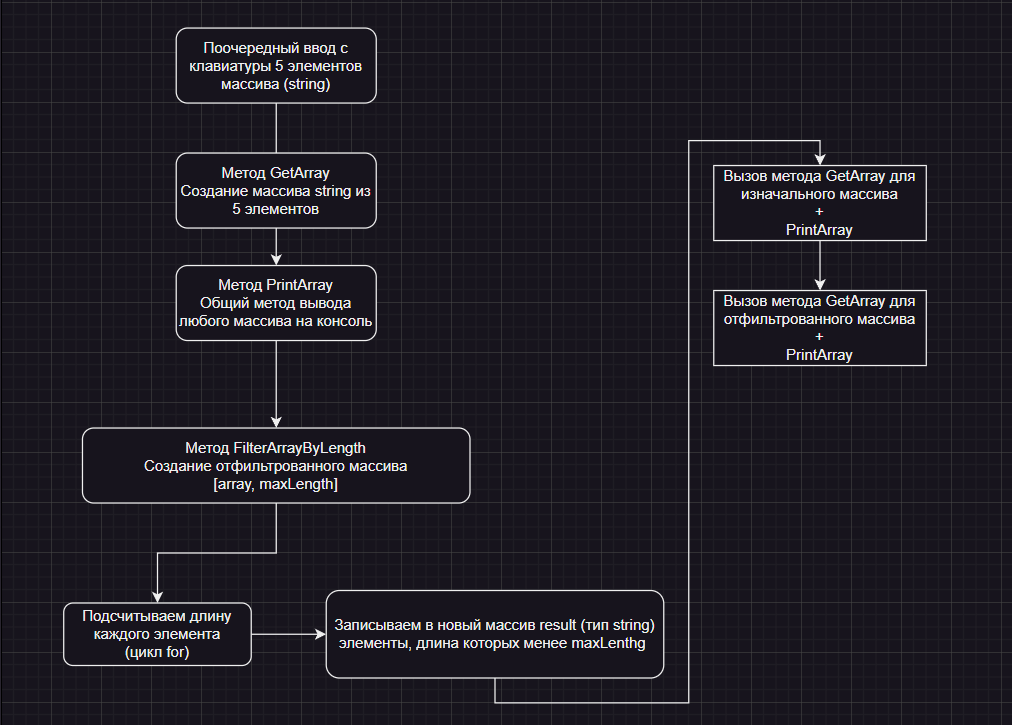 Поочередный ввод с
клавиатуры 5 элементов
массива (string)
Метод GetArray
Создание массива string из
5 элементов
Метод PrintArray
Общий метод вывода
любого массива на консоль
Метод FilterArrayByLength
Создание отфильтрованного массива
[array, maxLength]
Подсчитываем длину
каждого элемента
(цикл for)
Записываем в новый массив result (тип string)
элементы, длина которых менее maxLenthg
Вызов метода GetArray для
изначального массива
+
PrintArray
Вызов метода GetArray для
отфильтрованного массива
+
PrintArray